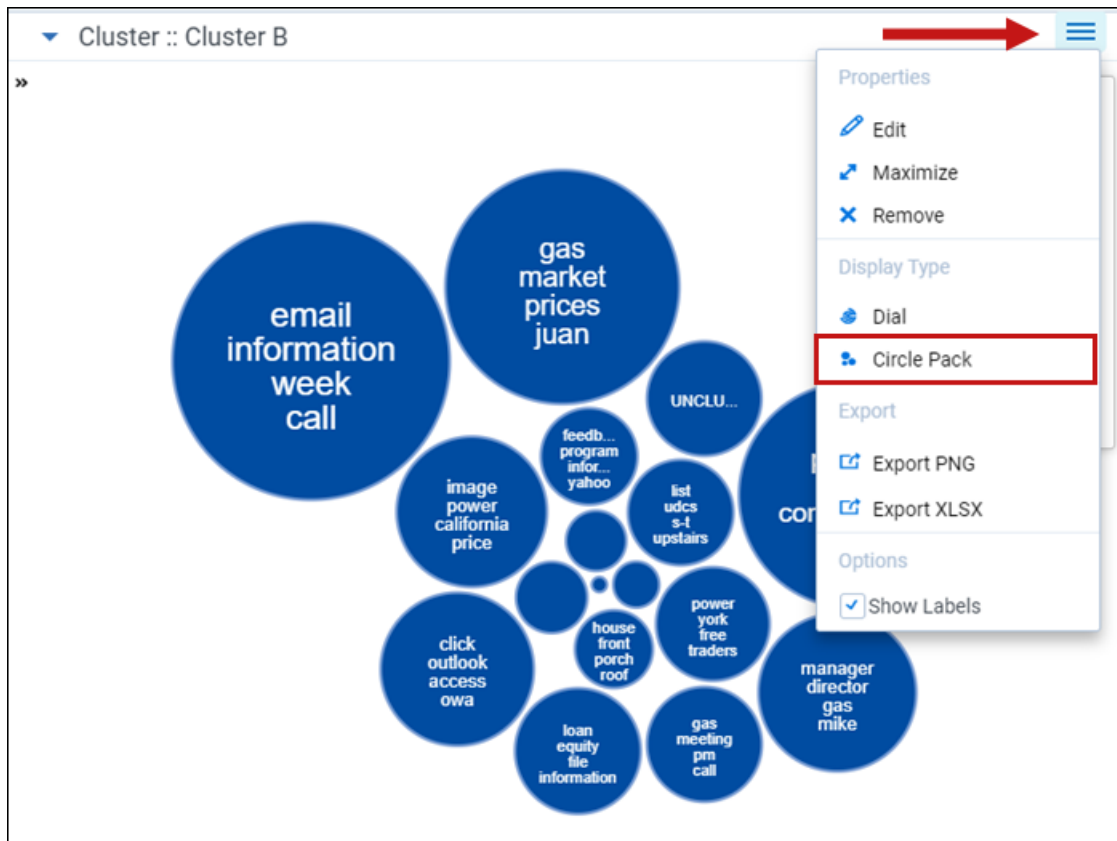 Cluster :: Cluster B
»
Properties
Edit
Maximize
Remove
Display Type
Dial
Circle Pack
Export
Export PNG
Export XLSX
Options
Show Labels
gas
market
prices
juan
email
information
week
call
UNCLU...
feedb...
program
infor...
yahoo
image
power
california
price
list
udcs
s-t
upstairs
power
york
free
traders
house
front
porch
roof
click
outlook
access
owa
manager
director
gas
mike
loan
equity
file
information
gas
meeting
pm
call